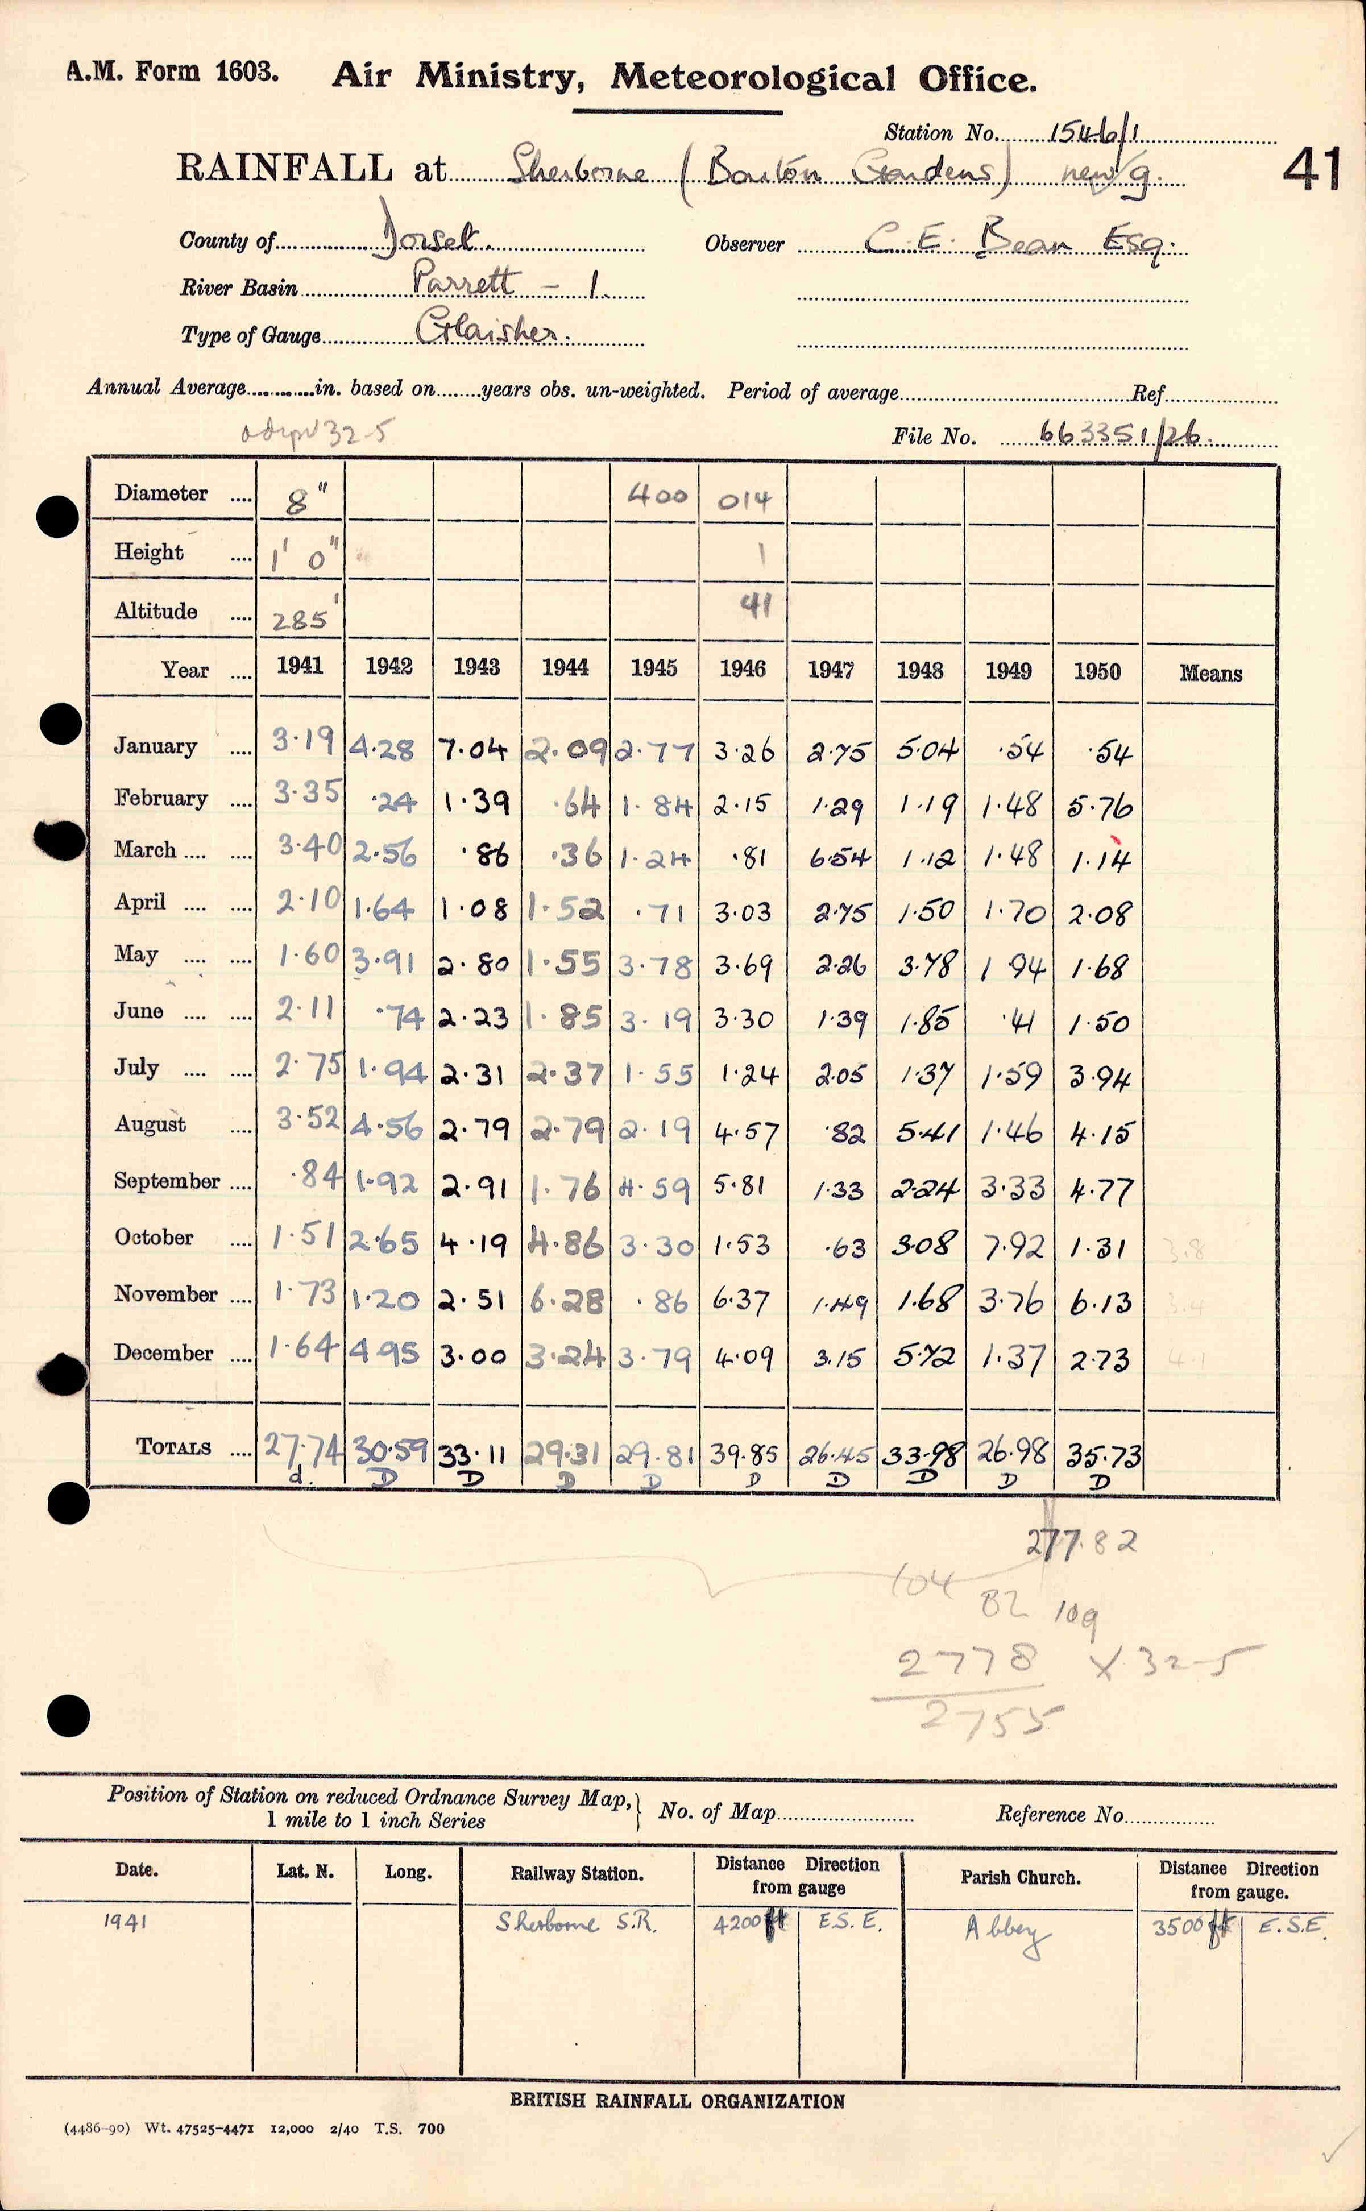 A.M. Form 1603. Air Ministry, Meteorological Office.
Station No. 1546/1
RAINFALL at Sherborne (Gardens) new/g. 41
County of Dorset. Observer C. E. Bean Esq.
River Basin Parrett – 1.
Type of Gauge Glaisher.
Annual Average in. based on years obs. un-weighted. Period of average Ref.
32-5 File No. 663351/26.
Diameter .... 8" 400 014
Height .... 1' 0" 1
Altitude .... 285' 41
Year .... 1941 1942 1943 1944 1945 1946 1947 1948 1949 1950 Means
January .... 3.19 4.28 7.04 2.09 2.77 3.26 2.75 5.04 .54 .54
February .... 3.35 .24 1.39 .64 1.84 2.15 1.29 1.19 1.48 5.76
March .... .... 3.40 2.56 .86 .36 1.24 .81 6.54 1.12 1.48 1.14
April .... .... 2.10 1.64 1.08 1.52 .71 3.03 2.75 1.50 1.70 2.08
May .... .... 1.60 3.91 2.80 1.55 3.78 3.69 2.26 3.78 1 94 1.68
June .... .... 2.11 .74 2.23 1.85 3.19 3.30 1.39 1.85 .41 1.50
July .... .... 2.75 1.94 2.31 2.37 1.55 1.24 2.05 1.37 1.59 3.94
August .... 3.52 4.56 2.79 2.79 2.19 4.57 .82 5.41 1.46 4.15
September .... .84 1.92 2.91 1.76 4.59 5.81 1.33 2.24 3.33 4.77
October .... 1.51 2.65 4.19 4.86 3.30 1.53 .63 3.08 7.92 1.31 3.8
November .... 1.73 1.20 2.51 6.28 .86 6.37 1.49 1.68 3.76 6.13 3.4
December .... 1.64 4.95 3.00 3.24 3.79 4.09 3.15 5.72 1.37 2.73 4.1
TOTALS .... 27.74 30.59 33.11 29.31 29.81 39.85 26.45 33.98 26.98 35.73
d. D D D D D D D D D
277.82
104
82 109
2778 X 32-5
2755
Position of Station on reduced Ordnance Survey Map, } No. of Map Reference No.
1 mile to 1 inch Series
Date. Lat. N. Long. Railway Station. Distance Direction from gauge Parish Church. Distance Direction from gauge.
1941 Sherborne S.R. 4200 ft E.S.E. Abbey 3500 ft E.S.E.
BRITISH RAINFALL ORGANIZATION
(4486-90) Wt. 47525-4471 12,000 2/40 T.S. 700